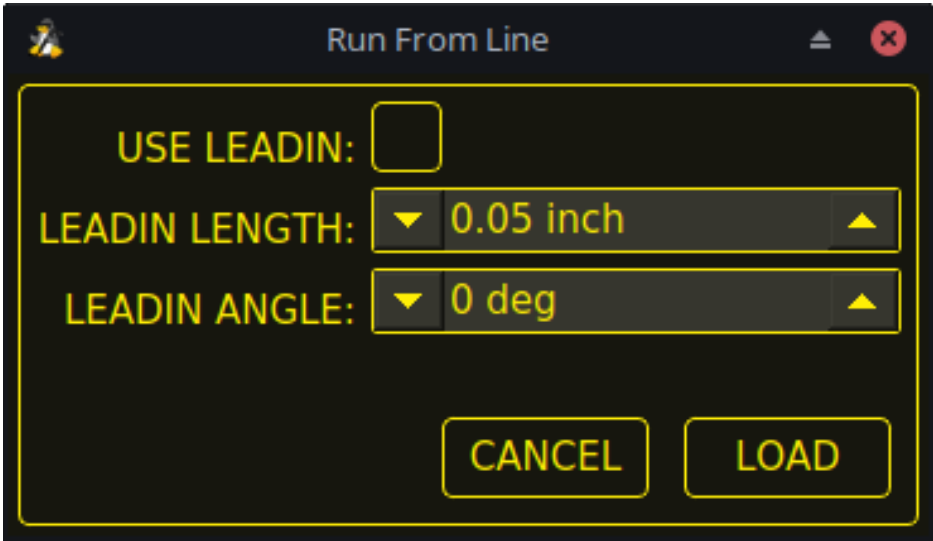 Run From Line
USE LEADIN:
LEADIN LENGTH: 0.05 inch
LEADIN ANGLE: 0 deg
CANCEL LOAD